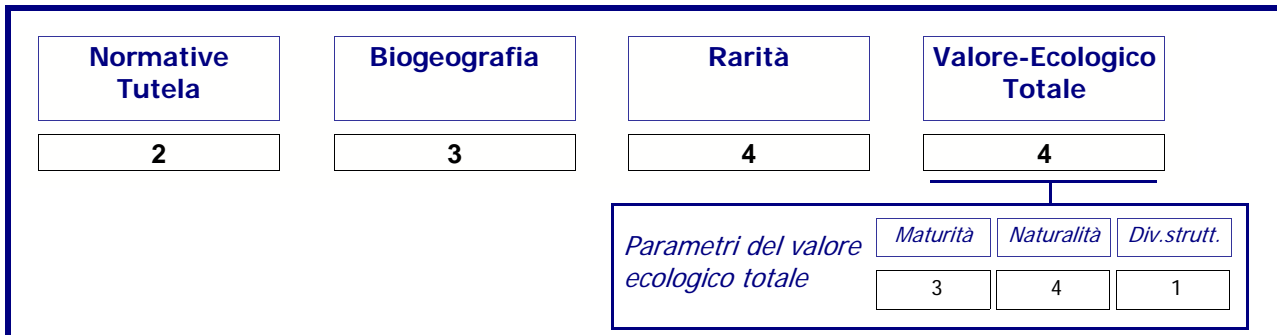 Normative
Tutela
Biogeografia
Rarità
Valore-Ecologico
Totale
2
3
4
4
Parametri del valore
ecologico totale
Maturità
Naturalità
Div.strutt.
3
4
1